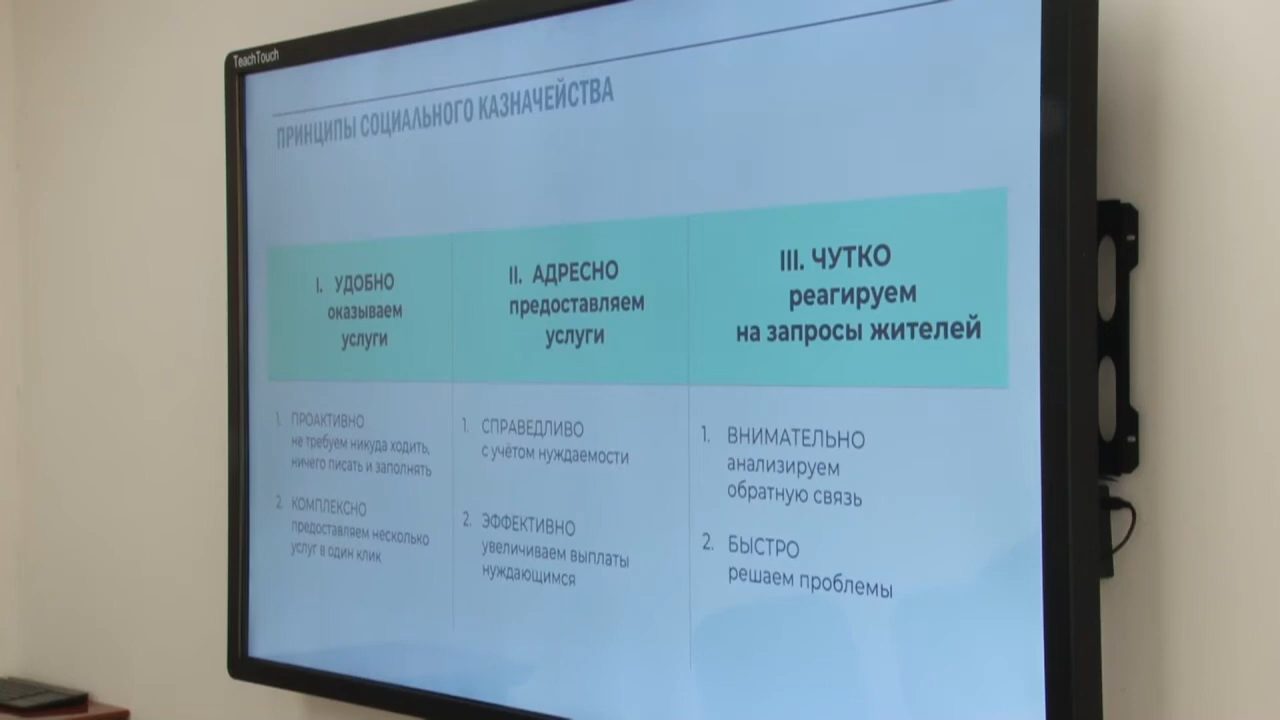 TeachTouch
ПРИНЦИПЫ СОЦИАЛЬНОГО КАЗНАЧЕЙСТВА
I. УДОБНО
оказываем
услуги
II. АДРЕСНО
предоставляем
услуги
III. ЧУТКО
реагируем
на запросы жителей
1. ПРОАКТИВНО
не требуем никуда ходить,
ничего писать и заполнять
2. КОМПЛЕКСНО
предоставляем несколько
услуг в один клик
1. СПРАВЕДЛИВО
с учётом нуждаемости
2. ЭФФЕКТИВНО
увеличиваем выплаты
нуждающимся
1. ВНИМАТЕЛЬНО
анализируем
обратную связь
2. БЫСТРО
решаем проблемы